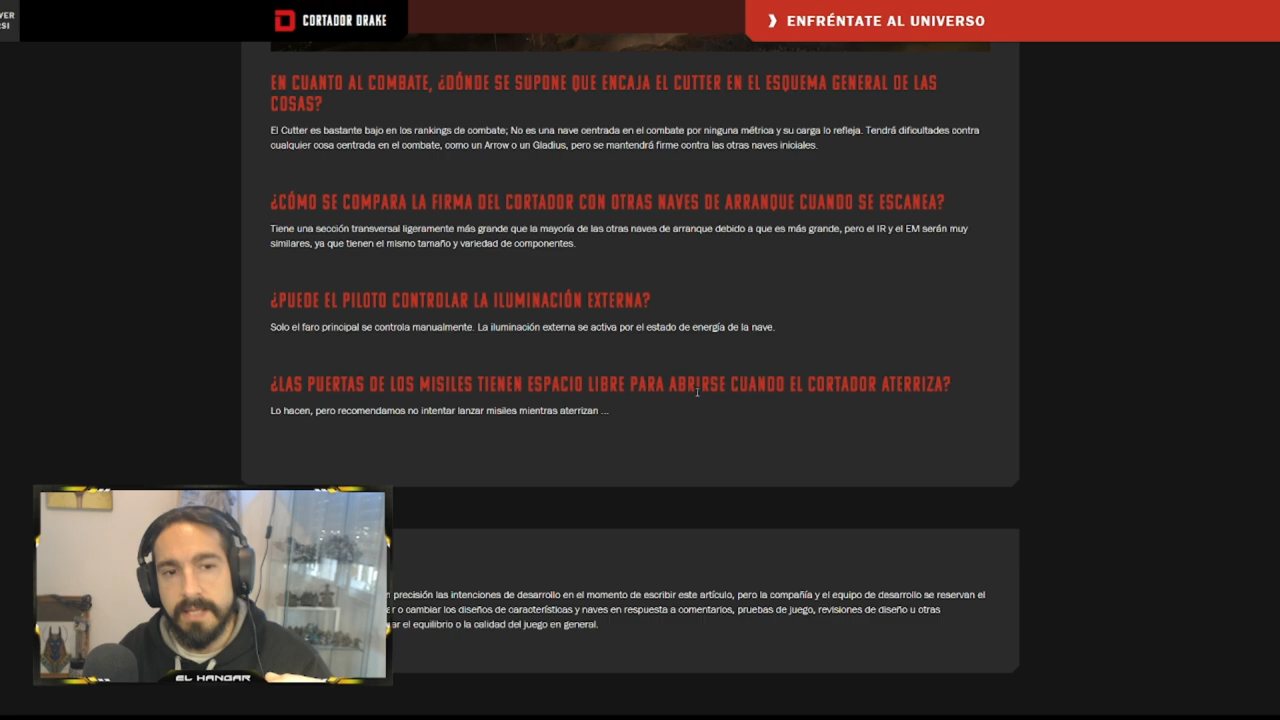 VER
RSI
CORTADOR DRAKE
ENFRÉNTATE AL UNIVERSO
EN CUANTO AL COMBATE, ¿DÓNDE SE SUPONE QUE ENCAJA EL CUTTER EN EL ESQUEMA GENERAL DE LAS
COSAS?
El Cutter es bastante bajo en los rankings de combate; No es una nave centrada en el combate por ninguna métrica y su carga lo refleja. Tendrá dificultades contra
cualquier cosa centrada en el combate, como un Arrow o un Gladius, pero se mantendrá firme contra las otras naves iniciales.
¿CÓMO SE COMPARA LA FIRMA DEL CORTADOR CON OTRAS NAVES DE ARRANQUE CUANDO SE ESCANEA?
Tiene una sección transversal ligeramente más grande que la mayoría de las otras naves de arranque debido a que es más grande, pero el IR y el EM serán muy
similares, ya que tienen el mismo tamaño y variedad de componentes.
¿PUEDE EL PILOTO CONTROLAR LA ILUMINACIÓN EXTERNA?
Solo el faro principal se controla manualmente. La iluminación externa se activa por el estado de energía de la nave.
¿LAS PUERTAS DE LOS MISILES TIENEN ESPACIO LIBRE PARA ABRIRSE CUANDO EL CORTADOR ATERRIZA?
Lo hacen, pero recomendamos no intentar lanzar misiles mientras aterrizan ...
precisión las intenciones de desarrollo en el momento de escribir este artículo, pero la compañía y el equipo de desarrollo se reservan el
r o cambiar los diseños de características y naves en respuesta a comentarios, pruebas de juego, revisiones de diseño u otras
ar el equilibrio o la calidad del juego en general.
EL HANGAR